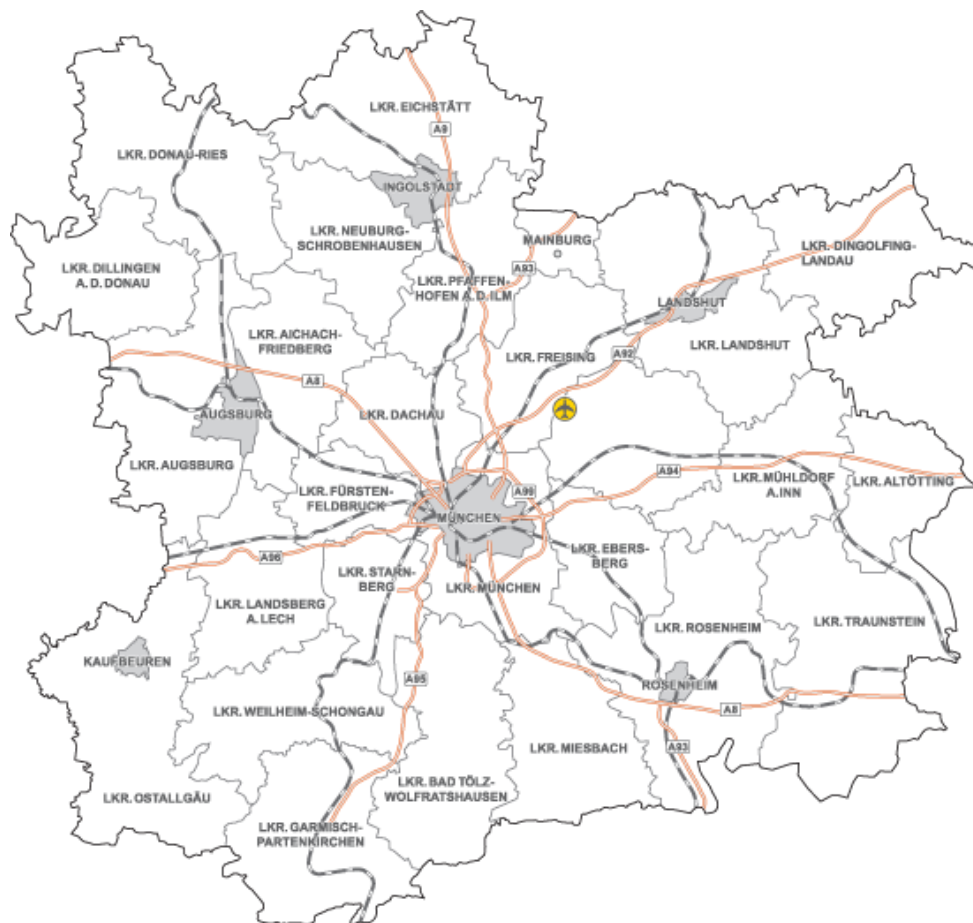 LKR. EICHSTÄTT
A9
LKR. DONAU-RIES
INGOLSTADT
LKR. NEUBURG-
SCHROBENHAUSEN
MAINBURG
LKR. DINGOLFING-
LANDAU
LKR. DILLINGEN
A. D. DONAU
A93
LKR. PFAFFEN-
HOFEN A. D. ILM
LANDSHUT
LKR. AICHACH-
FRIEDBERG
LKR. FREISING
A92
LKR. LANDSHUT
A8
AUGSBURG
LKR. DACHAU
LKR. AUGSBURG
A94
LKR. MÜHLDORF
A. INN
LKR. ALTÖTTING
LKR. FÜRSTEN-
FELDBRUCK
A99
MÜNCHEN
A96
LKR. EBERS-
BERG
LKR. STARN-
BERG
LKR. MÜNCHEN
LKR. LANDSBERG
A. LECH
LKR. ROSENHEIM
LKR. TRAUNSTEIN
KAUFBEUREN
A95
ROSENHEIM
LKR. WEILHEIM-SCHONGAU
A8
LKR. MIESBACH
A93
LKR. BAD TÖLZ-
WOLFRATSHAUSEN
LKR. OSTALLGÄU
LKR. GARMISCH-
PARTENKIRCHEN